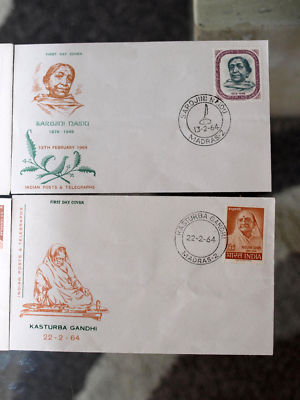 FIRST DAY COVER
SAROJINI NAIDU
1879-1949
13TH FEBRUARY 1964
INDIAN POSTS & TELEGRAPHS
SAROJINI NAIDU
13-2-64
MADRAS-2
FIRST DAY COVER
INDIAN POSTS & TELEGRAPHS
KASTURBA GANDHI
22-2-64
KASTURBA GANDHI
22-2-64
MADRAS-2
भारत INDIA